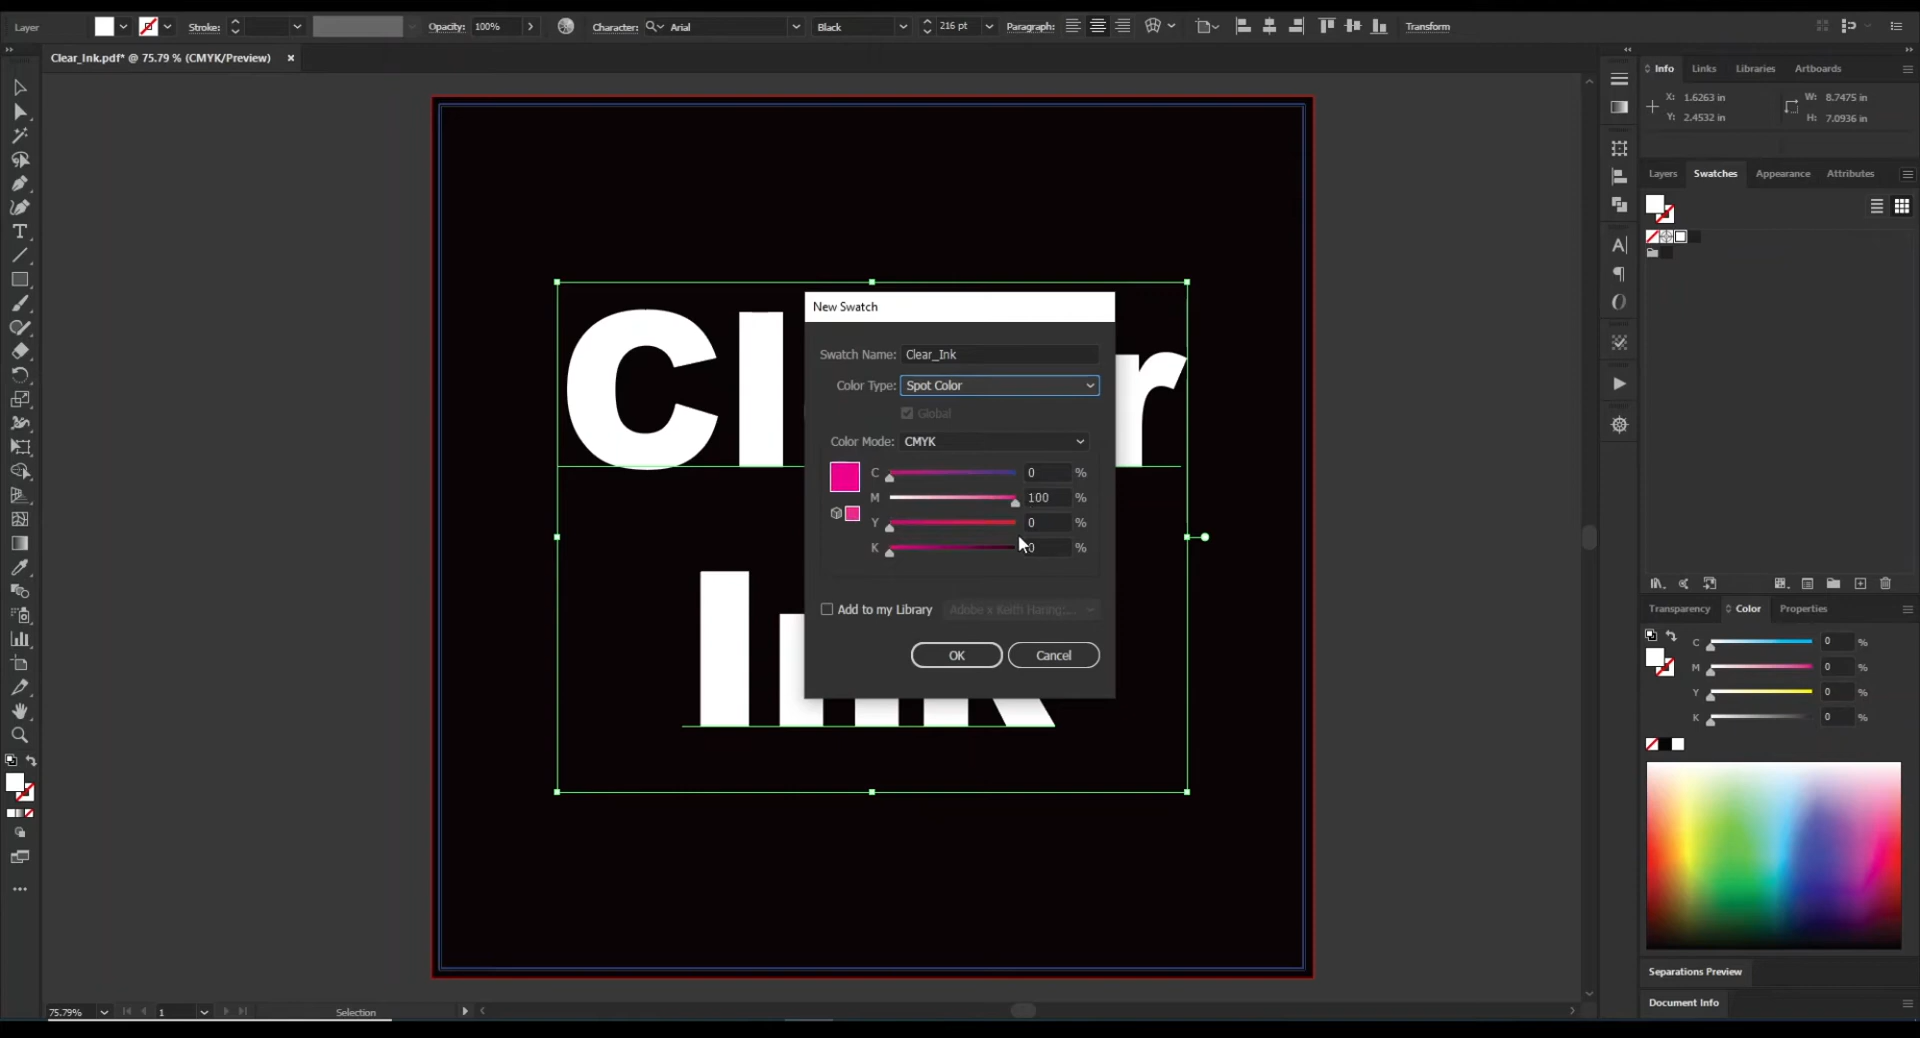 Layer
Stroke:
Opacity: 100%
Character: Arial
Black
216 pt
Paragraph:
Transform
Clear_Ink.pdf* @ 75.79 % (CMYK/Preview)
Info Links Libraries Artboards
X: 1.6263 in
Y: 2.4532 in
W: 8.7475 in
H: 7.0936 in
Layers Swatches Appearance Attributes
Cl r
Ink
New Swatch
Swatch Name: Clear_Ink
Color Type: Spot Color
Global
Color Mode: CMYK
C 0 %
M 100 %
Y 0 %
K 0 %
Add to my Library Adobe x Keith Haring:...
OK Cancel
Transparency Color Properties
C 0 %
M 0 %
Y 0 %
K 0 %
Separations Preview
Document Info
75.79% 1 Selection